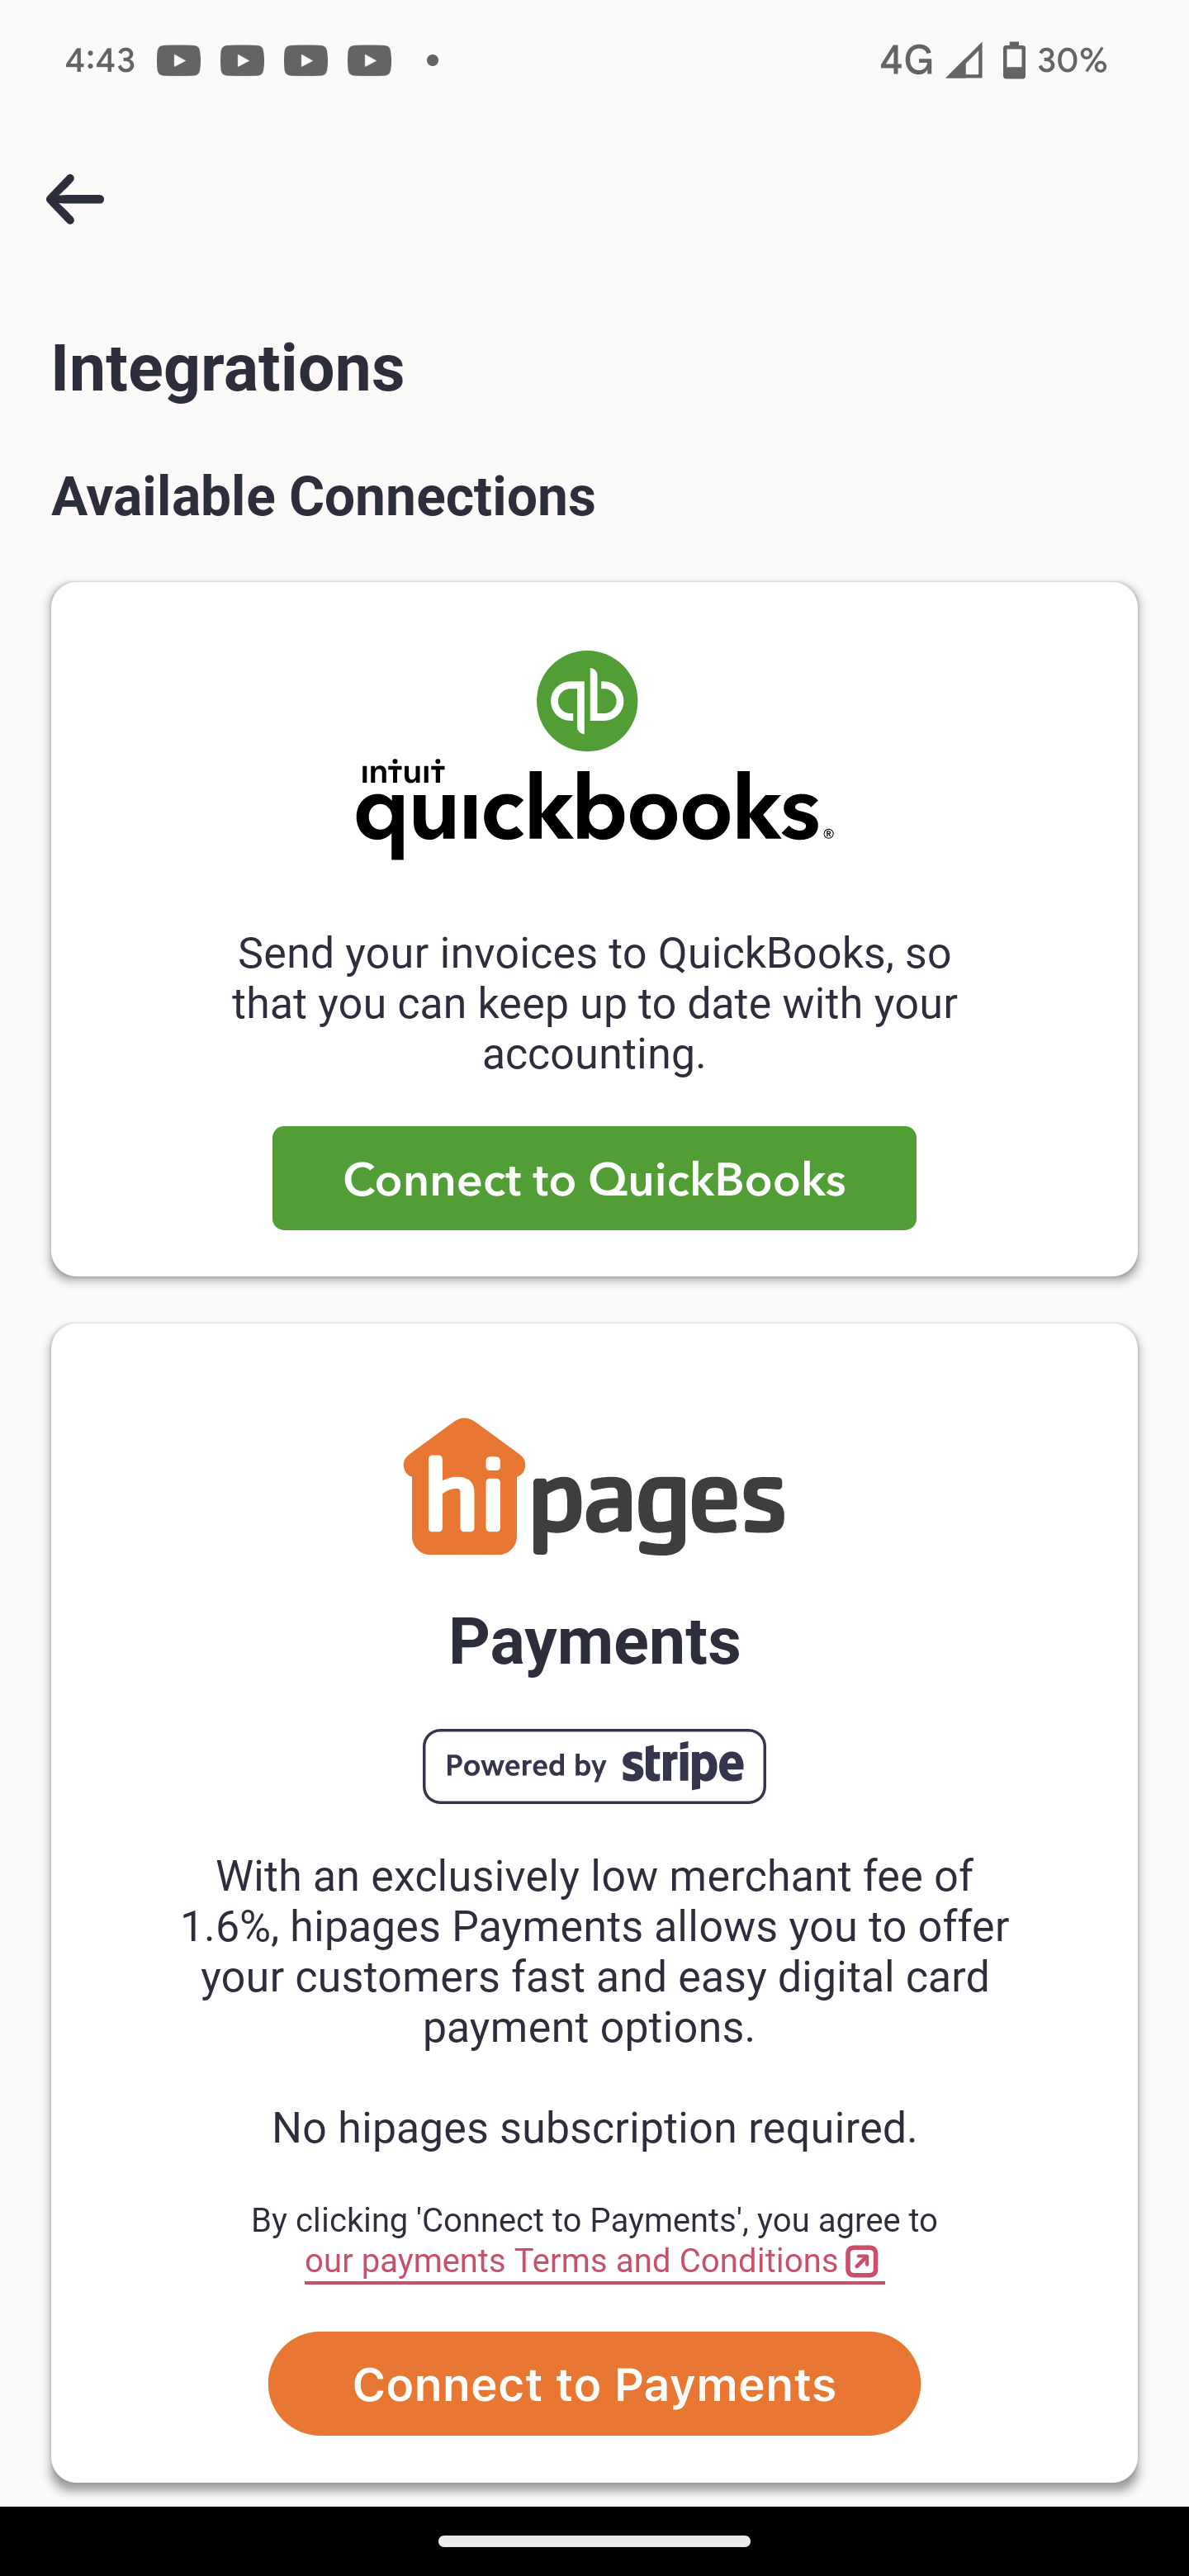 4:43 4G 30%
Integrations
Available Connections
qb
intuit
quickbooks®
Send your invoices to QuickBooks, so
that you can keep up to date with your
accounting.
Connect to QuickBooks
hipages
Payments
Powered by stripe
With an exclusively low merchant fee of
1.6%, hipages Payments allows you to offer
your customers fast and easy digital card
payment options.
No hipages subscription required.
By clicking 'Connect to Payments', you agree to
our payments Terms and Conditions
Connect to Payments